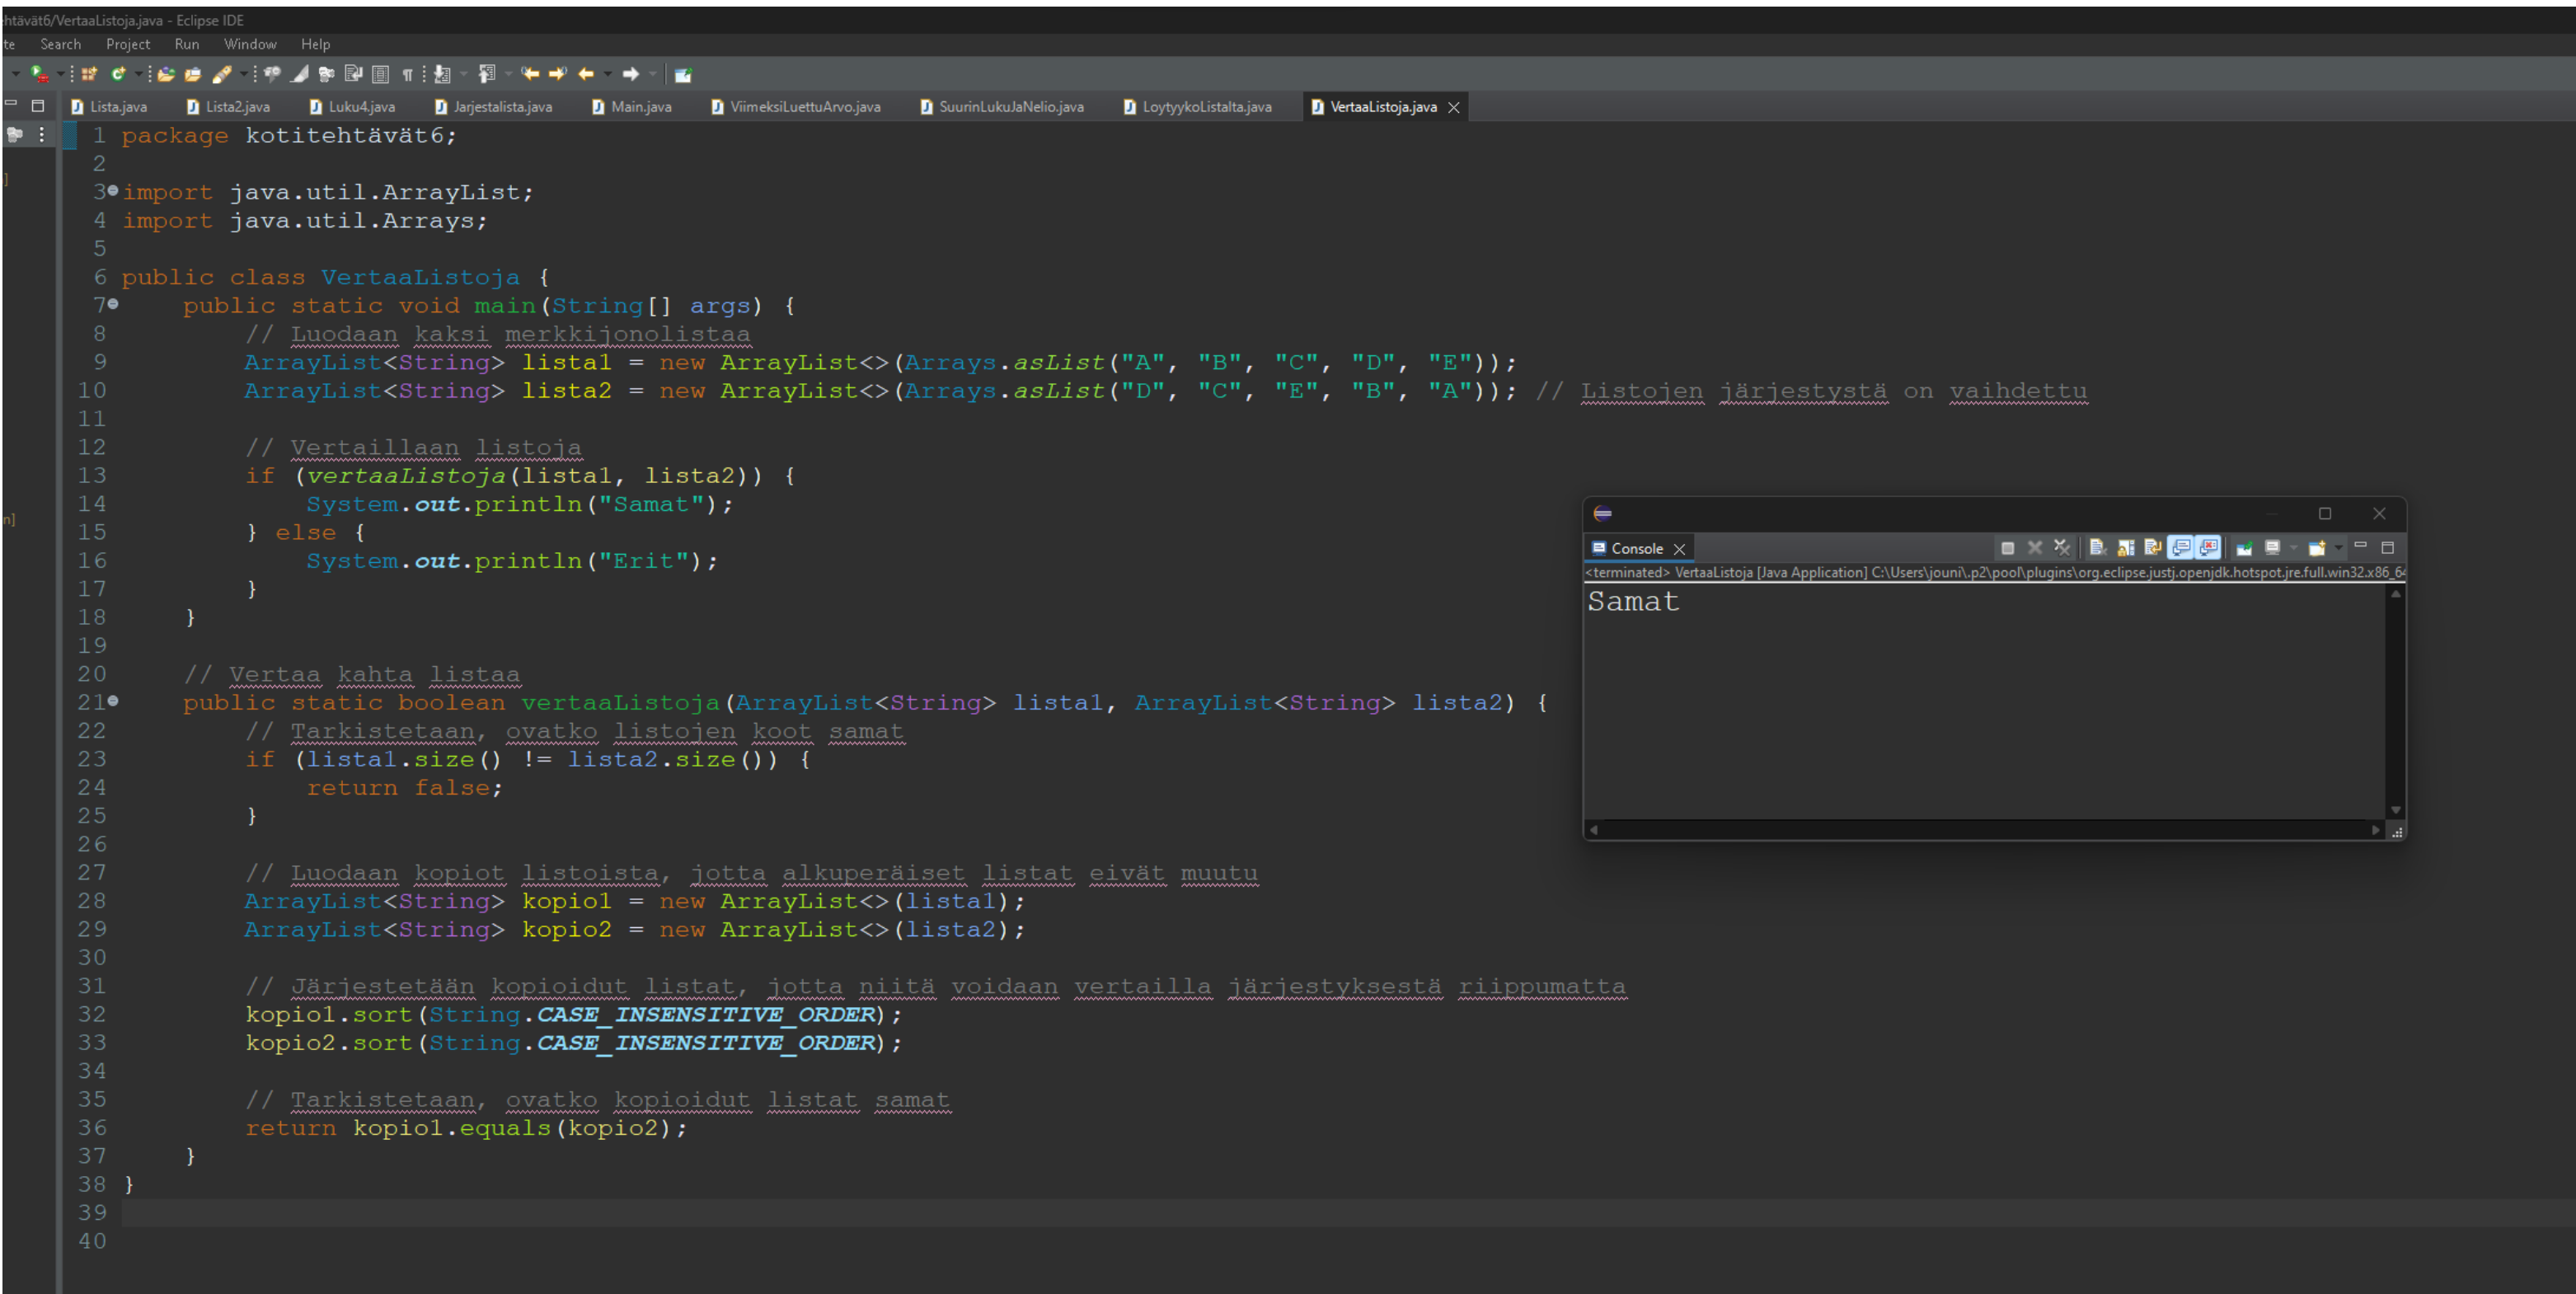 htävät6/VertaaListoja.java - Eclipse IDE
te Search Project Run Window Help
Lista.java Lista2.java Luku4.java Jarjestalista.java Main.java ViimeksiLuettuArvo.java SuurinLukuJaNelio.java LoytyykoListalta.java VertaaListoja.java
1 package kotitehtävät6;
2
3 import java.util.ArrayList;
4 import java.util.Arrays;
5
6 public class VertaaListoja {
7 public static void main(String[] args) {
8 // Luodaan kaksi merkkijonolistaa
9 ArrayList<String> lista1 = new ArrayList<>(Arrays.asList("A", "B", "C", "D", "E"));
10 ArrayList<String> lista2 = new ArrayList<>(Arrays.asList("D", "C", "E", "B", "A")); // Listojen järjestystä on vaihdettu
11
12 // Vertaillaan listoja
13 if (vertaaListoja(lista1, lista2)) {
14 System.out.println("Samat");
15 } else {
16 System.out.println("Erit");
17 }
18 }
19
20 // Vertaa kahta listaa
21 public static boolean vertaaListoja(ArrayList<String> lista1, ArrayList<String> lista2) {
22 // Tarkistetaan, ovatko listojen koot samat
23 if (lista1.size() != lista2.size()) {
24 return false;
25 }
26
27 // Luodaan kopiot listoista, jotta alkuperäiset listat eivät muutu
28 ArrayList<String> kopio1 = new ArrayList<>(lista1);
29 ArrayList<String> kopio2 = new ArrayList<>(lista2);
30
31 // Järjestetään kopioidut listat, jotta niitä voidaan vertailla järjestyksestä riippumatta
32 kopio1.sort(String.CASE_INSENSITIVE_ORDER);
33 kopio2.sort(String.CASE_INSENSITIVE_ORDER);
34
35 // Tarkistetaan, ovatko kopioidut listat samat
36 return kopio1.equals(kopio2);
37 }
38 }
39
40
Console
<terminated> VertaaListoja [Java Application] C:\Users\jouni\.p2\pool\plugins\org.eclipse.justj.openjdk.hotspot.jre.full.win32.x86_64
Samat
n]